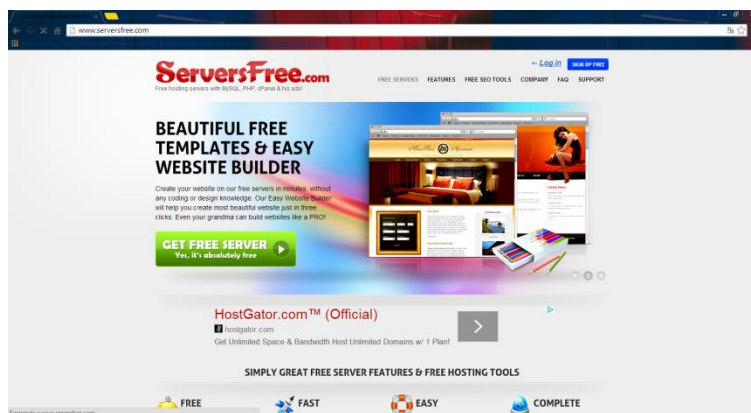 www.serversfree.com
ServersFree.com
Free hosting servers with MySQL, PHP, cPanel & No ads!
Log in
SIGN UP FREE
FREE SERVERS FEATURES FREE SEO TOOLS COMPANY FAQ SUPPORT
BEAUTIFUL FREE
TEMPLATES & EASY
WEBSITE BUILDER
Create your website on our free servers in minutes, without
any coding or design knowledge. Our Easy Website Builder
will help you create most beautiful website just in three
clicks. Even your grandma can build websites like a PRO!
GET FREE SERVER
Yes, it's absolutely free
HostGator.com™ (Official)
hostgator.com
Get Unlimited Space & Bandwidth Host Unlimited Domains w/ 1 Plan!
SIMPLY GREAT FREE SERVER FEATURES & FREE HOSTING TOOLS
FREE FAST EASY COMPLETE